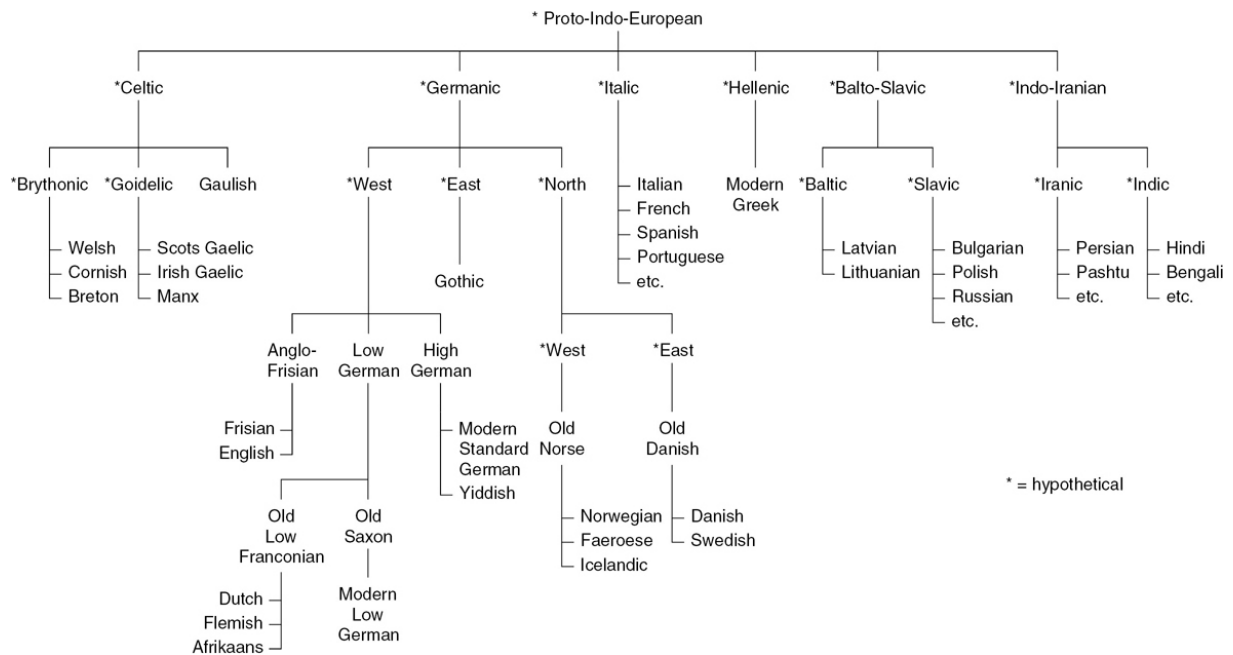 * Proto-Indo-European
*Celtic
*Germanic
*Italic
*Hellenic
*Balto-Slavic
*Indo-Iranian
*Brythonic
*Goidelic
Gaulish
*West
*East
*North
Italian
French
Spanish
Portuguese
etc.
Modern
Greek
*Baltic
*Slavic
*Iranic
*Indic
Welsh
Cornish
Breton
Scots Gaelic
Irish Gaelic
Manx
Gothic
Latvian
Lithuanian
Bulgarian
Polish
Russian
etc.
Persian
Pashtu
etc.
Hindi
Bengali
etc.
Anglo-
Frisian
Low
German
High
German
*West
*East
Frisian
English
Modern
Standard
German
Yiddish
Old
Norse
Old
Danish
* = hypothetical
Old
Low
Franconian
Old
Saxon
Norwegian
Faeroese
Icelandic
Danish
Swedish
Dutch
Flemish
Afrikaans
Modern
Low
German